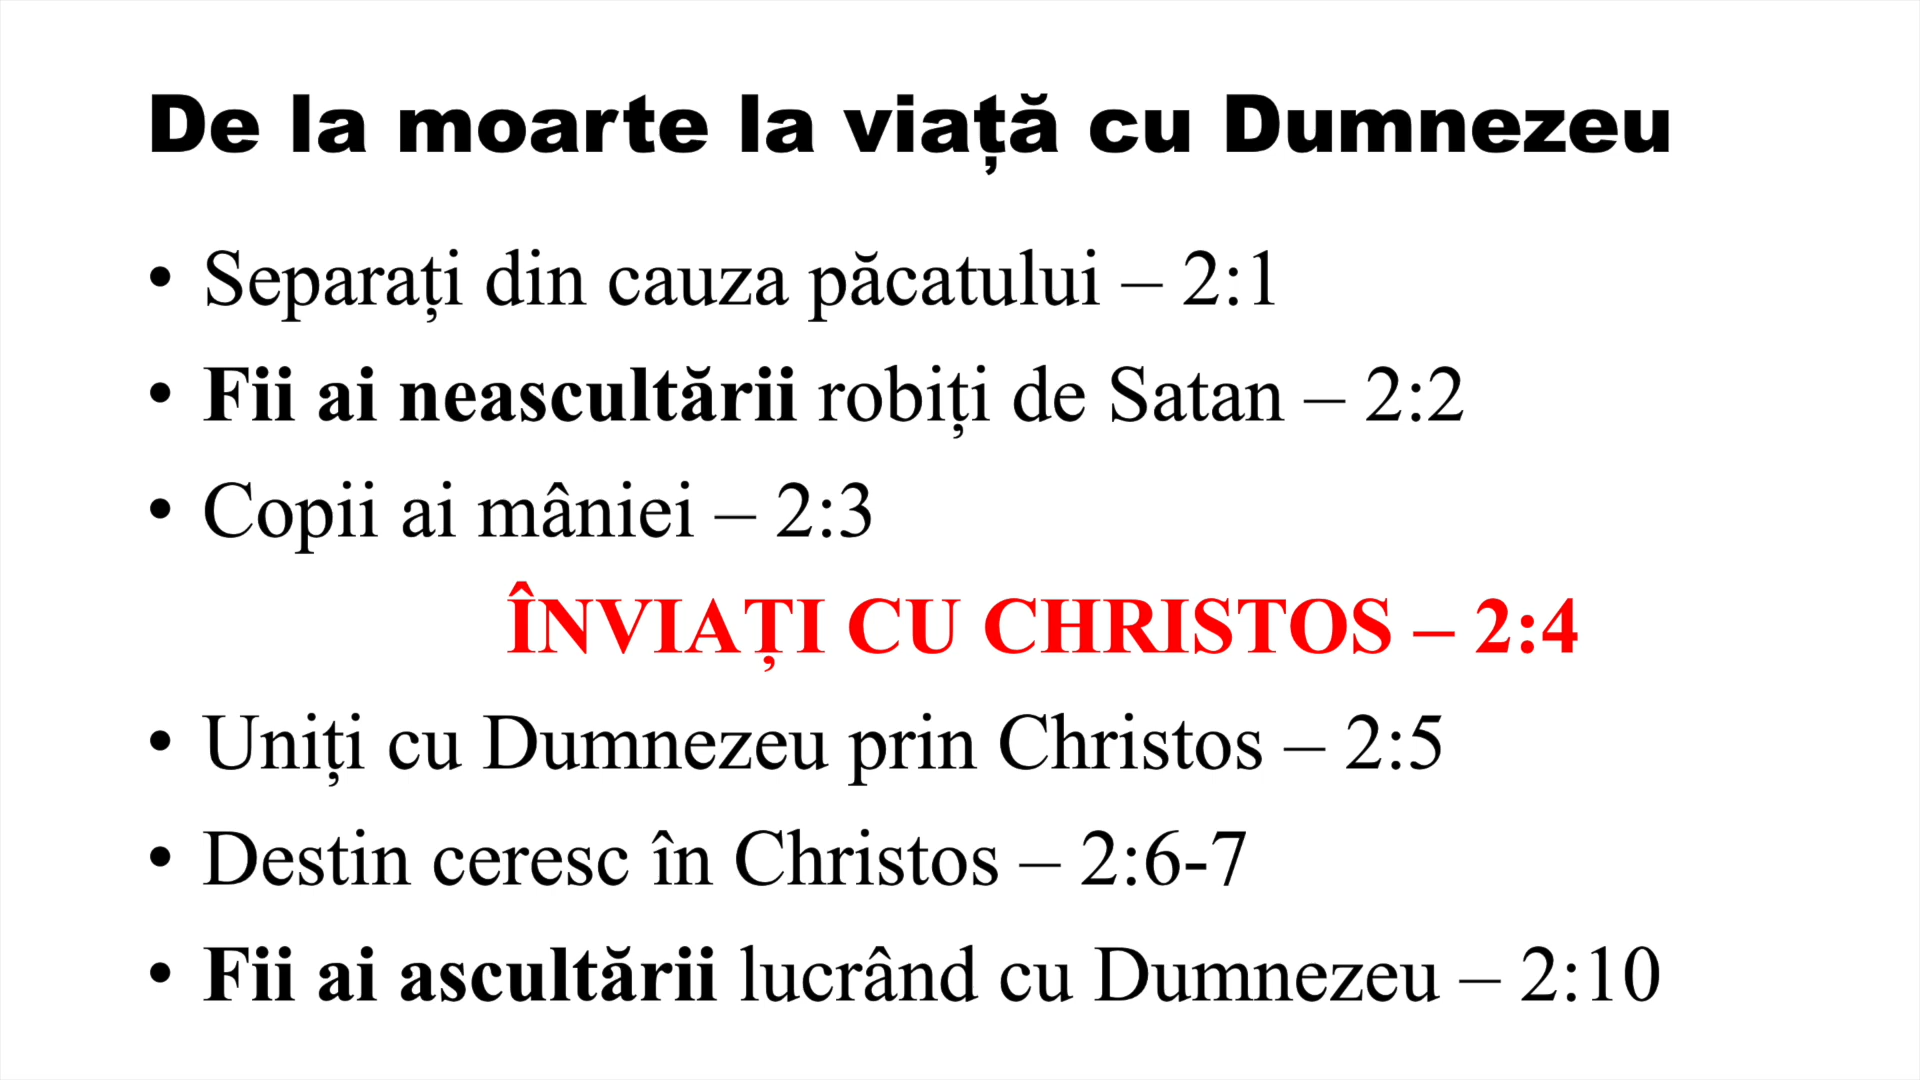 De la moarte la viață cu Dumnezeu
• Separați din cauza păcatului – 2:1
• Fii ai neascultării robiți de Satan – 2:2
• Copii ai mâniei – 2:3
ÎNVIAȚI CU CHRISTOS – 2:4
• Uniți cu Dumnezeu prin Christos – 2:5
• Destin ceresc în Christos – 2:6-7
• Fii ai ascultării lucrând cu Dumnezeu – 2:10